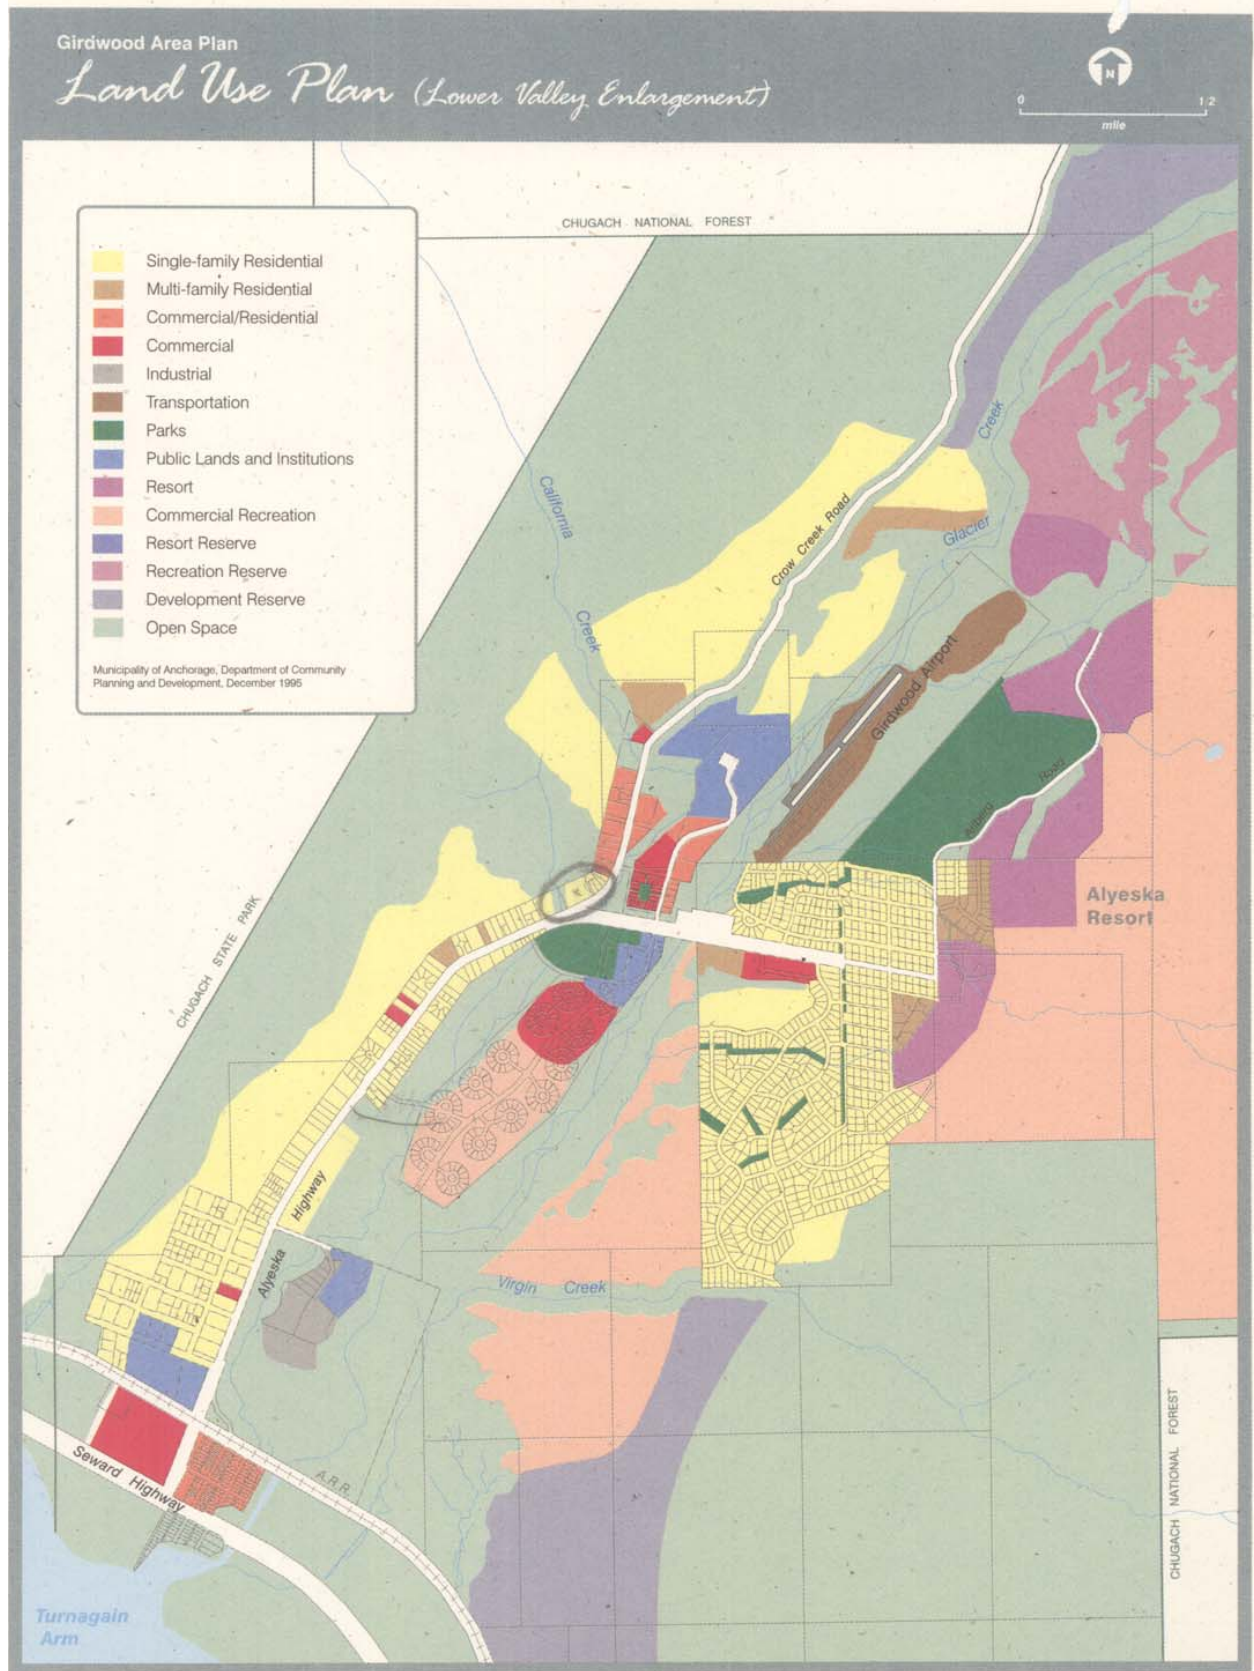 Girdwood Area Plan
Land Use Plan (Lower Valley Enlargement)
N
0 1/2
mile
CHUGACH NATIONAL FOREST
Single-family Residential
Multi-family Residential
Commercial/Residential
Commercial
Industrial
Transportation
Parks
Public Lands and Institutions
Resort
Commercial Recreation
Resort Reserve
Recreation Reserve
Development Reserve
Open Space
Municipality of Anchorage, Department of Community
Planning and Development, December 1995
California
Creek
Crow Creek Road
Glacier
Creek
Girdwood Airport
Arlberg Road
Alyeska
Resort
CHUGACH STATE PARK
Alyeska Highway
Virgin Creek
Seward Highway
A.R.R.
CHUGACH NATIONAL FOREST
Turnagain
Arm